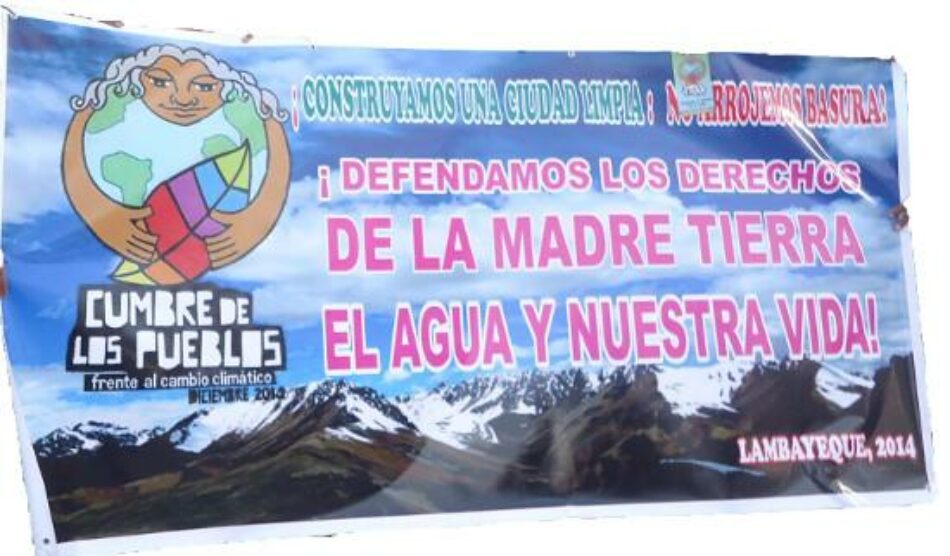 ¡CONSTRUYAMOS UNA CIUDAD LIMPIA: NO ARROJEMOS BASURA!
¡DEFENDAMOS LOS DERECHOS
DE LA MADRE TIERRA
EL AGUA Y NUESTRA VIDA!
CUMBRE DE
LOS PUEBLOS
frente al cambio climático
DICIEMBRE 2014
LAMBAYEQUE, 2014